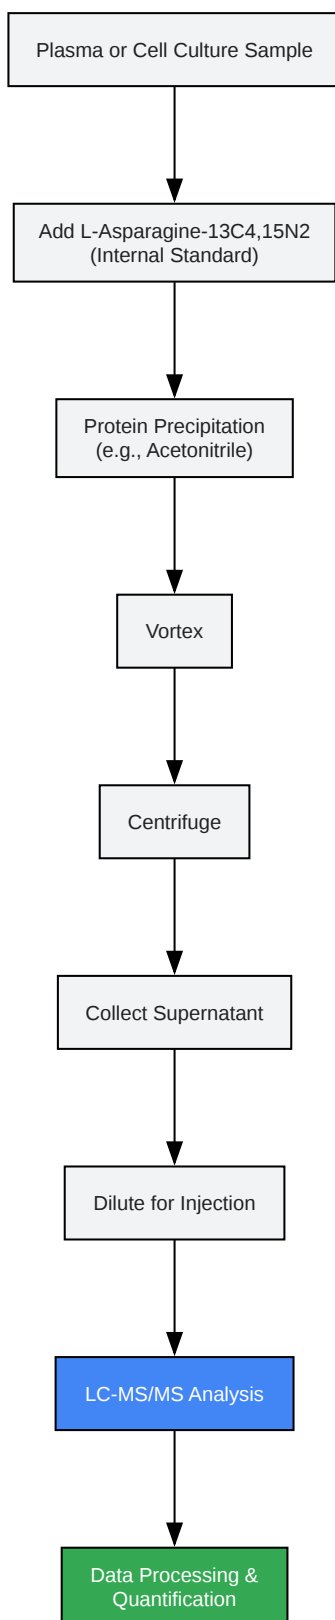 Plasma or Cell Culture Sample
Add L-Asparagine-13C4,15N2
(Internal Standard)
Protein Precipitation
(e.g., Acetonitrile)
Vortex
Centrifuge
Collect Supernatant
Dilute for Injection
LC-MS/MS Analysis
Data Processing &
Quantification